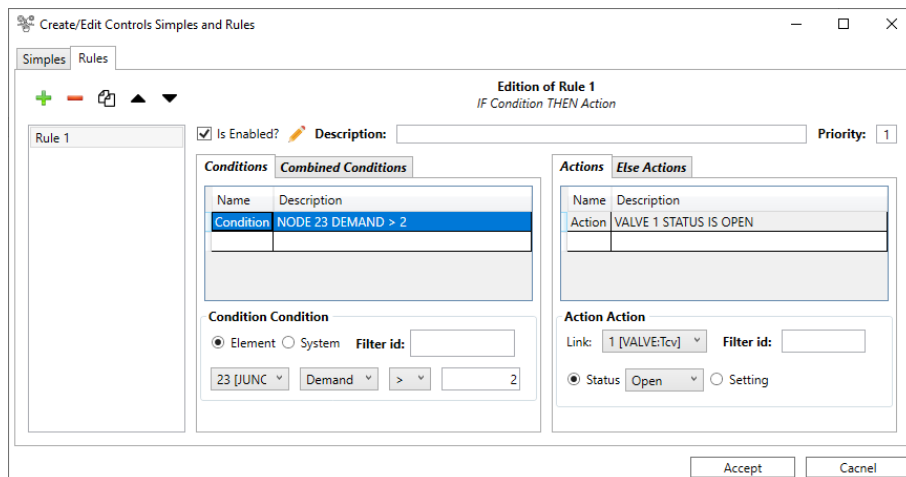 Create/Edit Controls Simples and Rules
Simples Rules
Edition of Rule 1
IF Condition THEN Action
Rule 1
Is Enabled? Description: Priority: 1
Conditions Combined Conditions
Name Description
Condition NODE 23 DEMAND > 2
Condition Condition
Element System Filter id:
23 [JUNC Demand > 2
Actions Else Actions
Name Description
Action VALVE 1 STATUS IS OPEN
Action Action
Link: 1 [VALVE:Tcv] Filter id:
Status Open Setting
Accept Cacnel